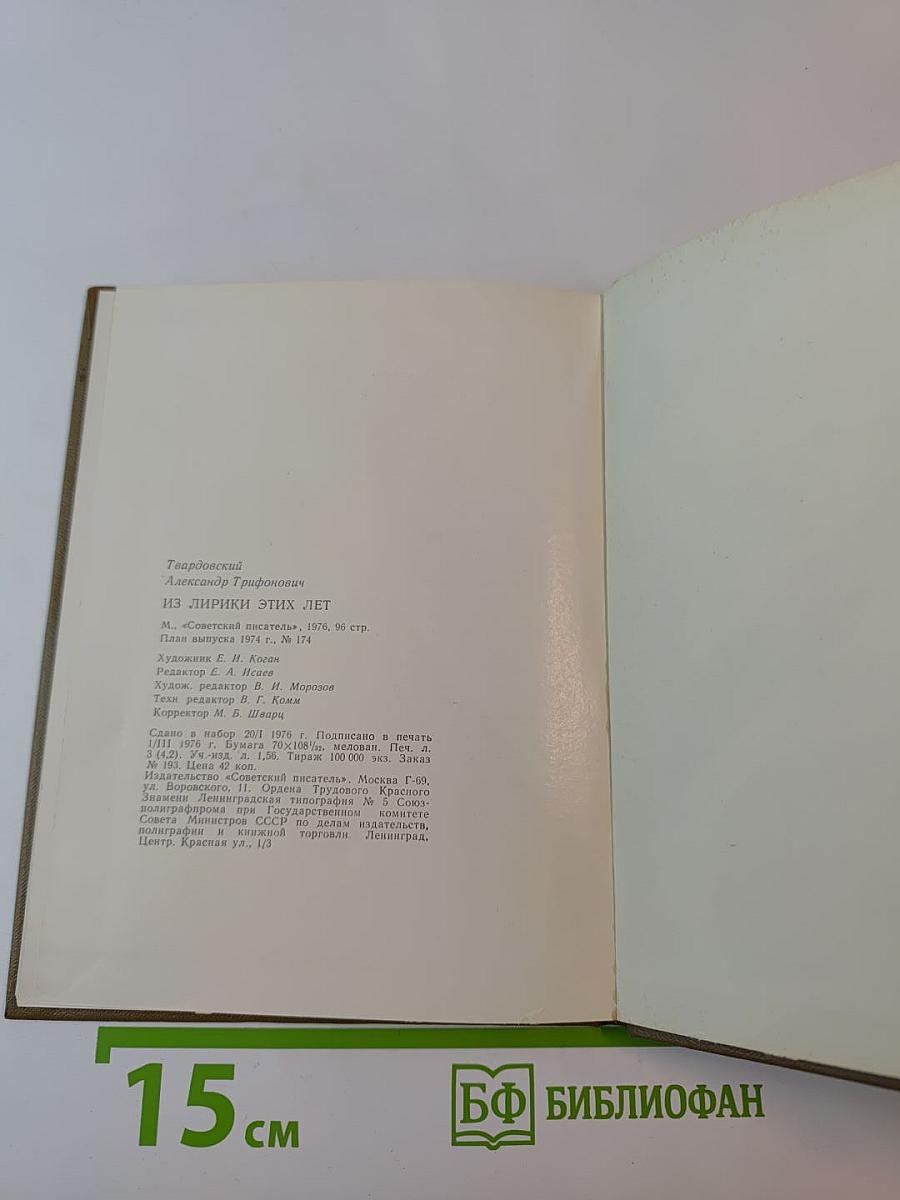 Твардовский
Александр Трифонович
ИЗ ЛИРИКИ ЭТИХ ЛЕТ
М., «Советский писатель», 1976, 96 стр.
План выпуска 1974 г., № 174
Художник Е. И. Коган
Редактор Е. А. Исаев
Худож. редактор В. И. Морозов
Техн. редактор В. Г. Комм
Корректор М. Б. Шварц
Сдано в набор 20/I 1976 г. Подписано в печать
1/III 1976 г. Бумага 70×108¹/₃₂, мелован. Печ. л.
3 (4,2). Уч.-изд. л. 1,56. Тираж 100 000 экз. Заказ
№ 193. Цена 42 коп.
Издательство «Советский писатель». Москва Г-69,
ул. Воровского, 11. Ордена Трудового Красного
Знамени Ленинградская типография № 5 Союз-
полиграфпрома при Государственном комитете
Совета Министров СССР по делам издательств,
полиграфии и книжной торговли. Ленинград,
Центр. Красная ул., 1/3
15 см
БФ БИБЛИОФАН